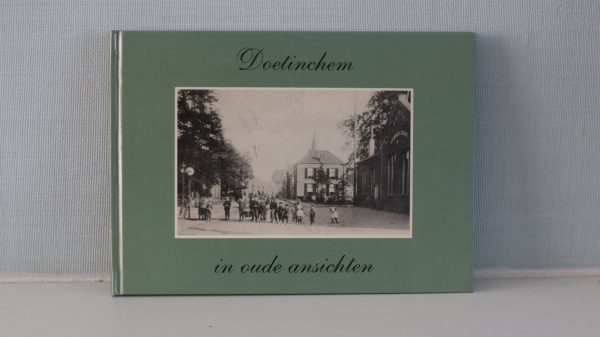 Doetinchem
in oude ansichten